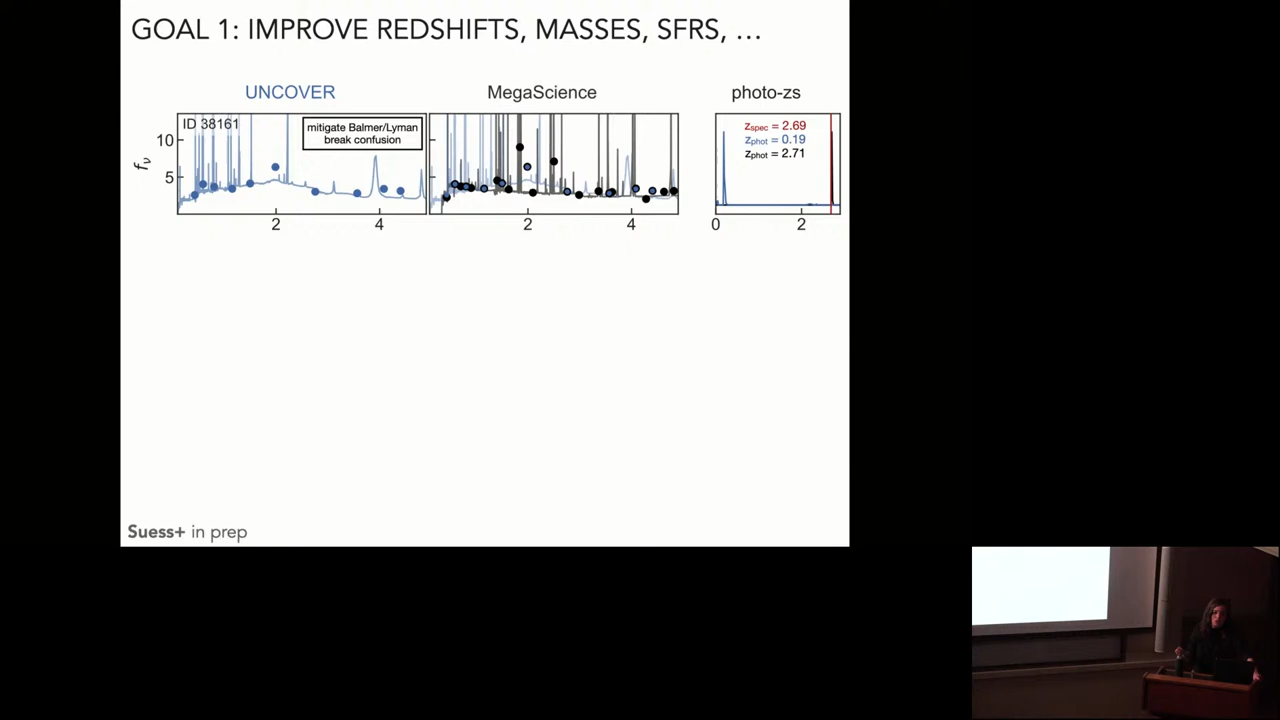 GOAL 1: IMPROVE REDSHIFTS, MASSES, SFRS, …
UNCOVER
MegaScience
photo-zs
ID 38161
mitigate Balmer/Lyman
break confusion
10
5
fν
2
4
2
4
zspec = 2.69
zphot = 0.19
zphot = 2.71
0
2
Suess+ in prep